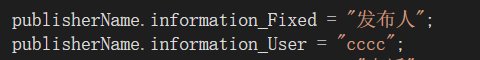 publisherName.information_Fixed = "发布人";
publisherName.information_User = "cccc";